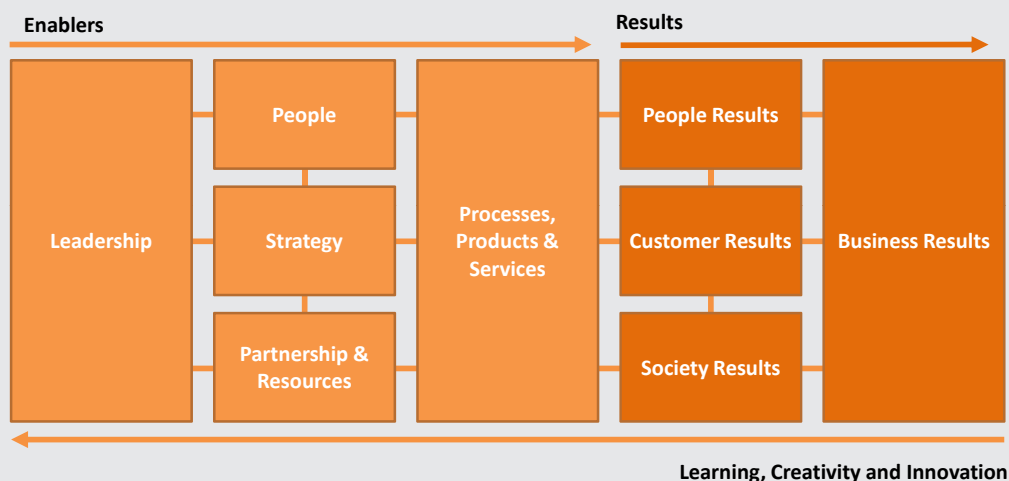 Enablers
Results
Leadership
People
Strategy
Partnership &
Resources
Processes,
Products &
Services
People Results
Customer Results
Society Results
Business Results
Learning, Creativity and Innovation